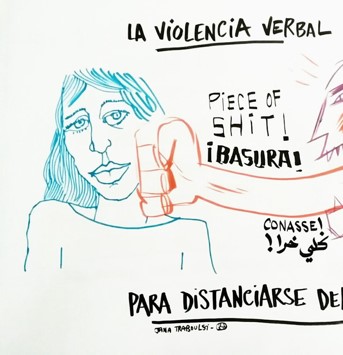 LA VIOLENCIA VERBAL
PIECE OF
SHiT!
¡BASURA!
CONASSE!
كلي خرا!
PARA DISTANCIARSE DE
JANA TRABOULSI -